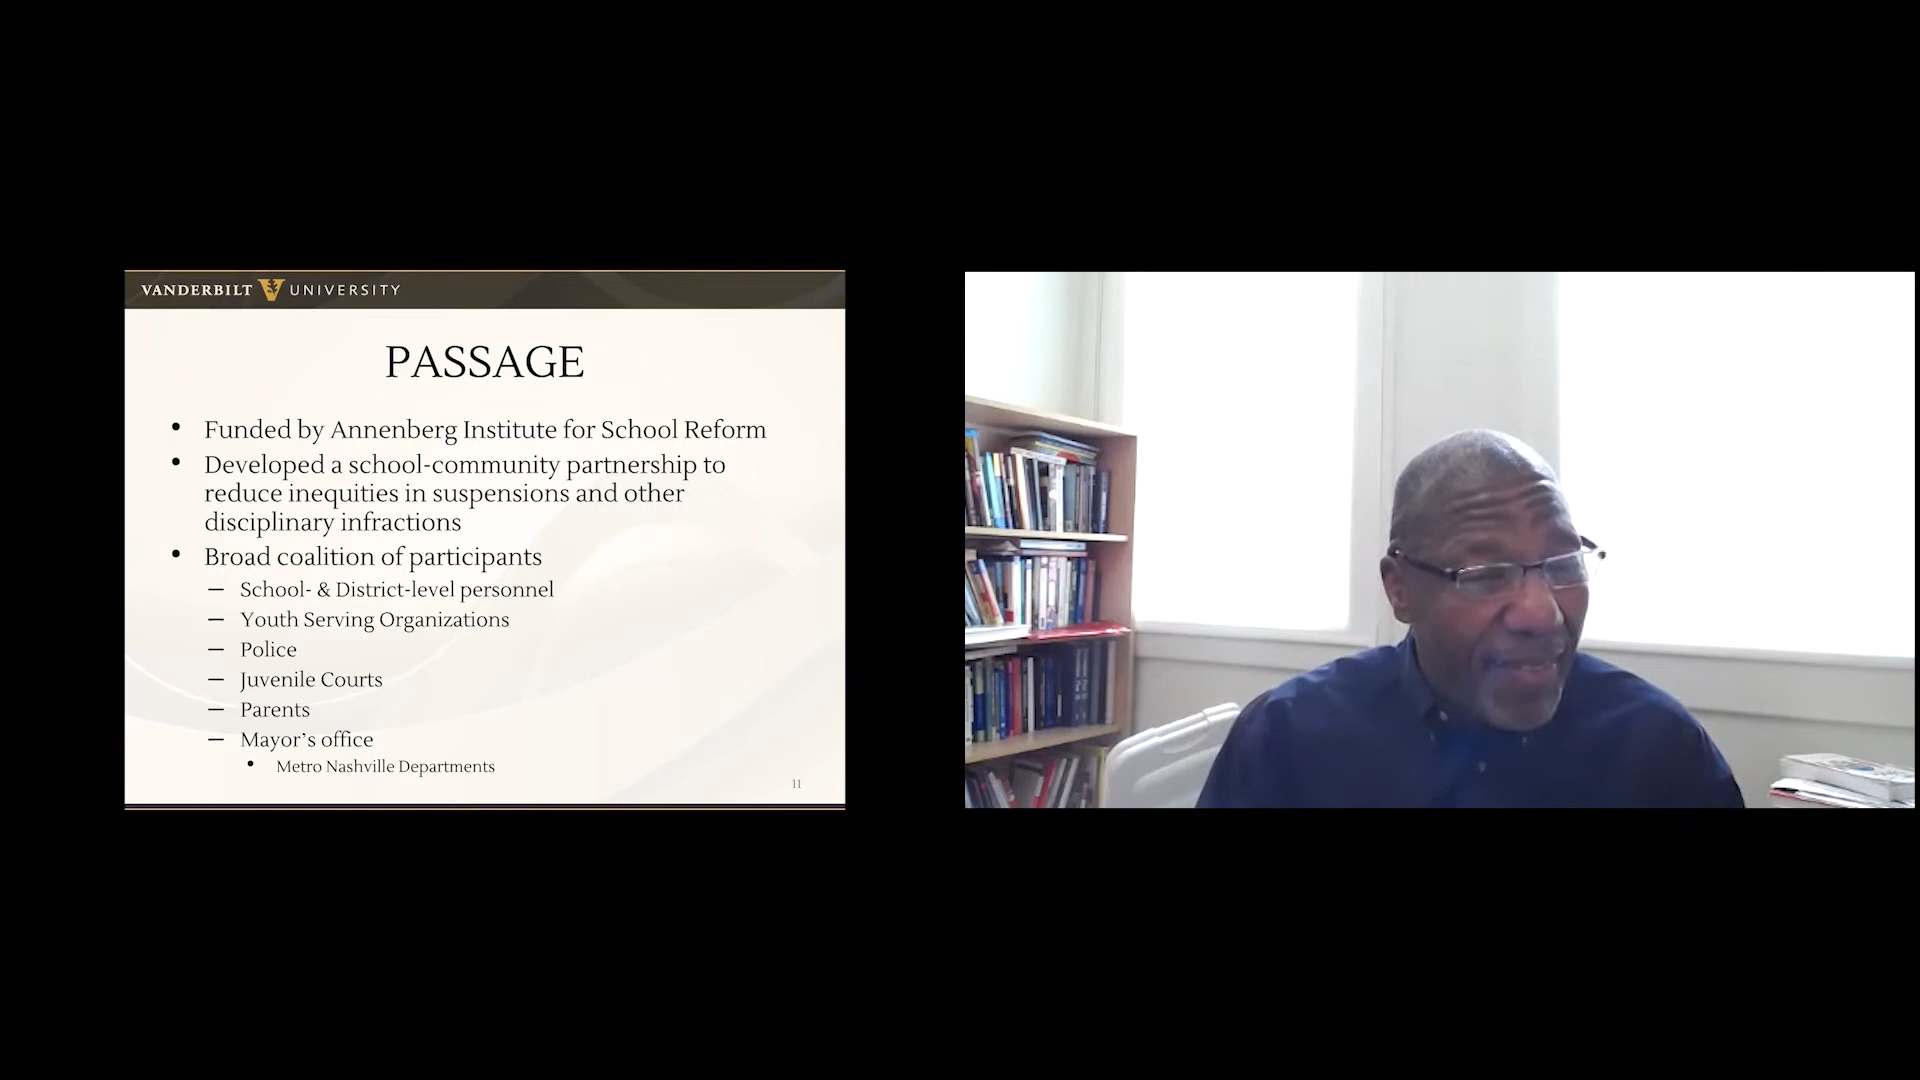 VANDERBILT UNIVERSITY
PASSAGE
• Funded by Annenberg Institute for School Reform
• Developed a school-community partnership to
reduce inequities in suspensions and other
disciplinary infractions
• Broad coalition of participants
– School- & District-level personnel
– Youth Serving Organizations
– Police
– Juvenile Courts
– Parents
– Mayor’s office
• Metro Nashville Departments
11